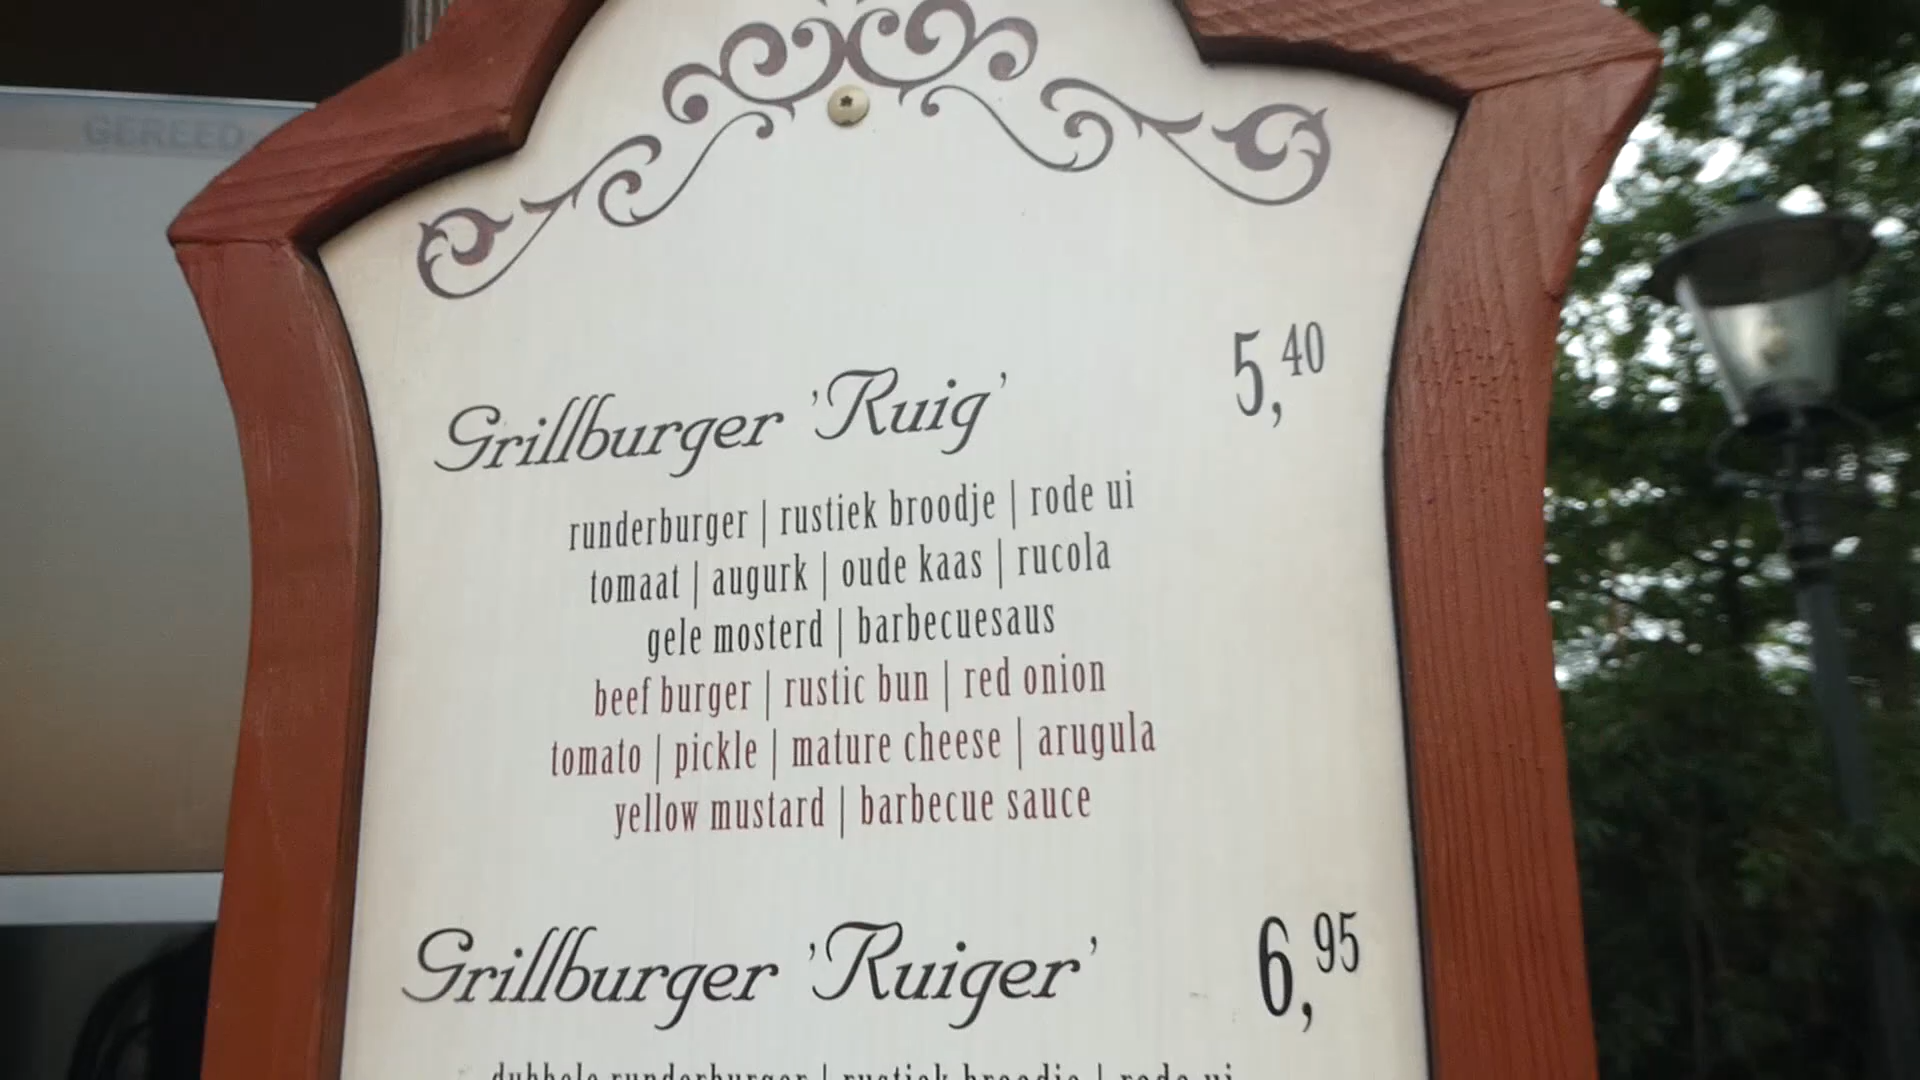 GEREED
Grillburger 'Ruig' 5,40
runderburger | rustiek broodje | rode ui
tomaat | augurk | oude kaas | rucola
gele mosterd | barbecuesaus
beef burger | rustic bun | red onion
tomato | pickle | mature cheese | arugula
yellow mustard | barbecue sauce
Grillburger 'Ruiger' 6,95
dubbele runderburger | rustiek broodje | rode ui